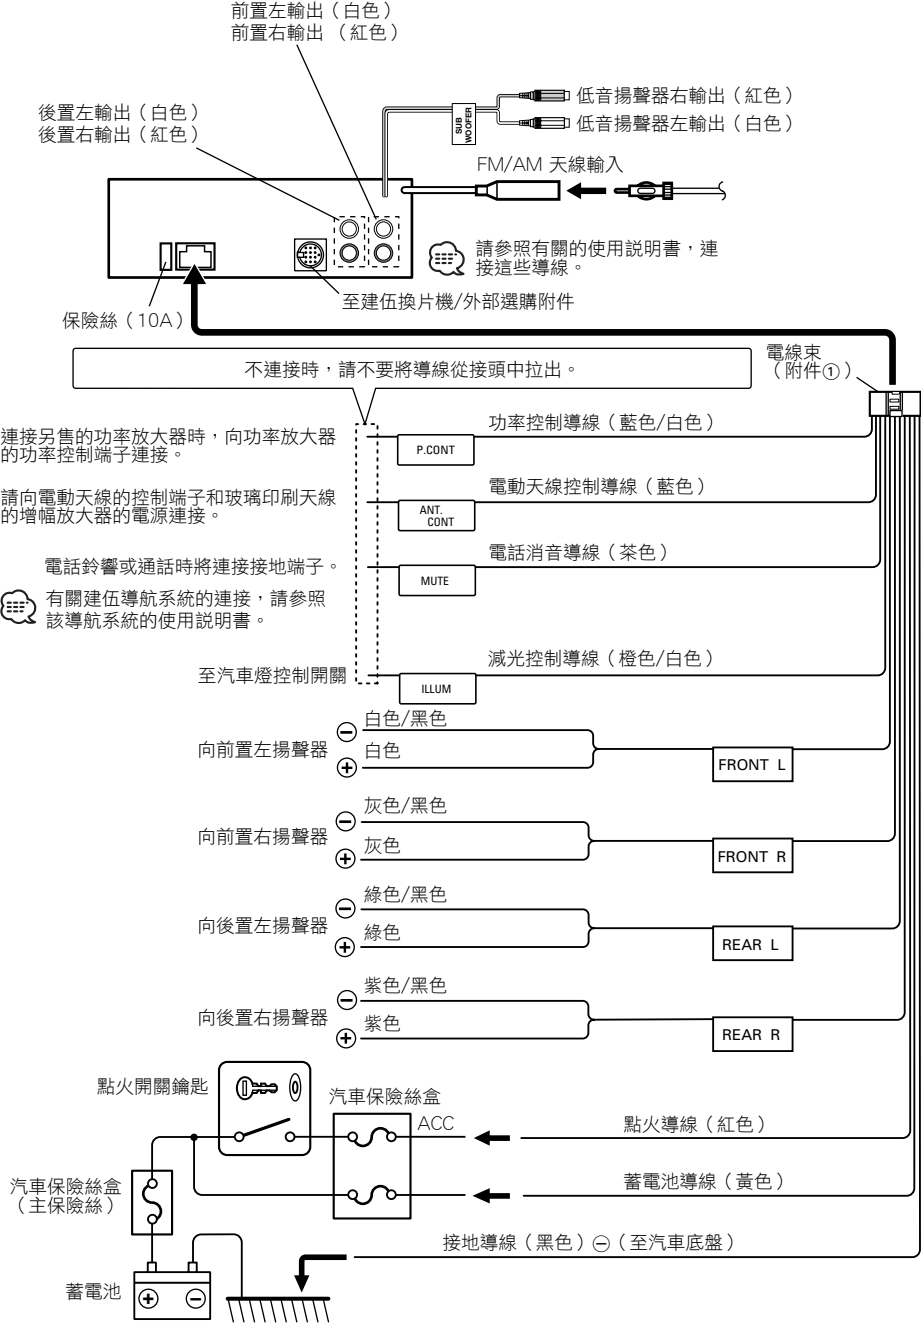 前置左輸出（白色）
前置右輸出 （紅色）
後置左輸出（白色）
後置右輸出（紅色）
SUB
WOOFER
低音揚聲器右輸出（紅色）
低音揚聲器左輸出（白色）
FM/AM 天線輸入
請參照有關的使用説明書，連
接這些導線。
至建伍換片機/外部選購附件
保險絲（10A）
電線束
（附件①）
不連接時，請不要將導線從接頭中拉出。
功率控制導線（藍色/白色）
連接另售的功率放大器時，向功率放大器
的功率控制端子連接。
P.CONT
電動天線控制導線（藍色）
請向電動天線的控制端子和玻璃印刷天線
的增幅放大器的電源連接。
ANT.
CONT
電話消音導線（茶色）
電話鈴響或通話時將連接接地端子。
MUTE
有關建伍導航系統的連接，請參照
該導航系統的使用説明書。
減光控制導線（橙色/白色）
至汽車燈控制開關
ILLUM
白色/黑色
向前置左揚聲器
白色
FRONT L
灰色/黑色
向前置右揚聲器
灰色
FRONT R
綠色/黑色
向後置左揚聲器
綠色
REAR L
紫色/黑色
向後置右揚聲器
紫色
REAR R
點火開關鑰匙
汽車保險絲盒
ACC
點火導線（紅色）
汽車保險絲盒
（主保險絲）
蓄電池導線（黃色）
接地導線（黑色）⊖（至汽車底盤）
蓄電池